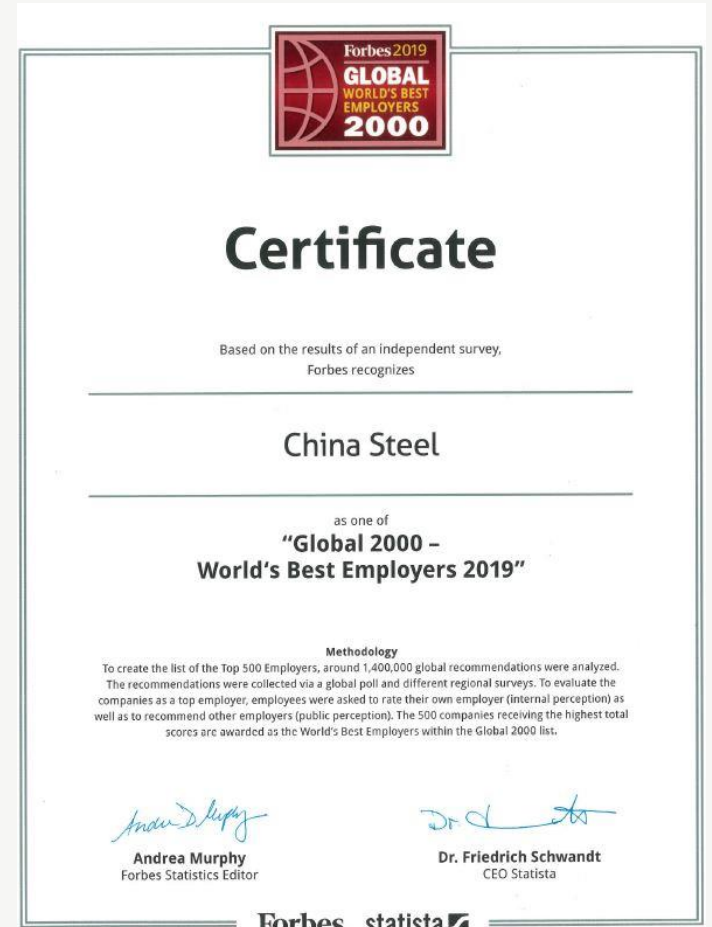 Forbes 2019
GLOBAL
WORLD'S BEST
EMPLOYERS
2000
Certificate
Based on the results of an independent survey,
Forbes recognizes
China Steel
as one of
“Global 2000 –
World's Best Employers 2019”
Methodology
To create the list of the Top 500 Employers, around 1,400,000 global recommendations were analyzed.
The recommendations were collected via a global poll and different regional surveys. To evaluate the
companies as a top employer, employees were asked to rate their own employer (internal perception) as
well as to recommend other employers (public perception). The 500 companies receiving the highest total
scores are awarded as the World's Best Employers within the Global 2000 list.
Andrea Murphy
Forbes Statistics Editor
Dr. Friedrich Schwandt
CEO Statista
Forbes statista